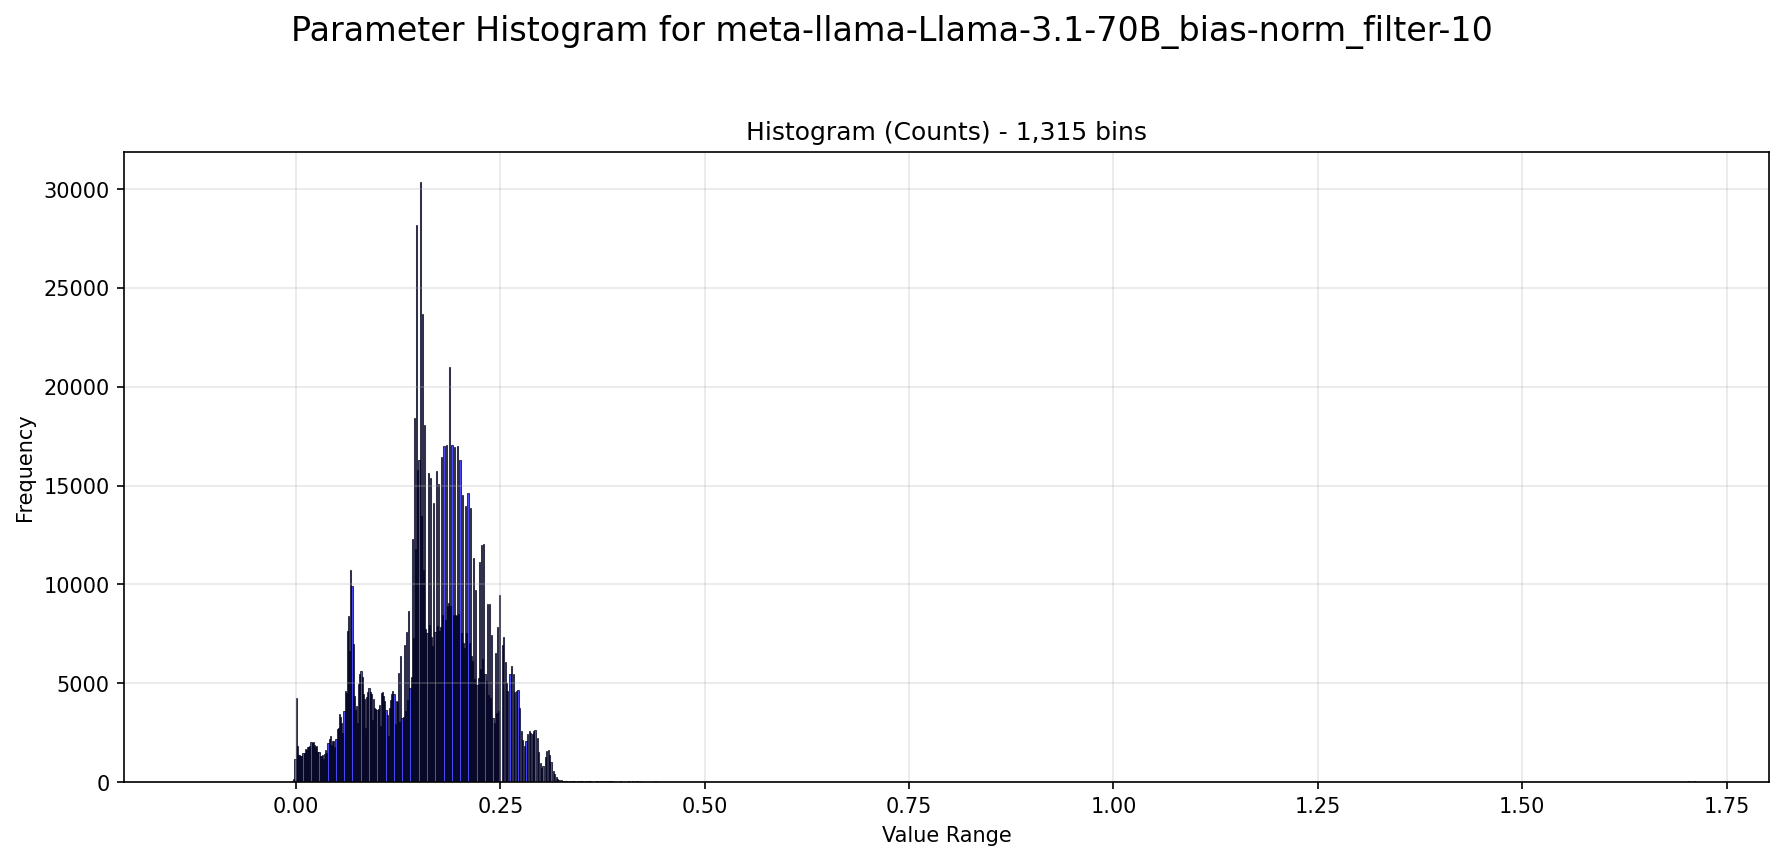 Parameter Histogram for meta-llama-Llama-3.1-70B_bias-norm_filter-10
Histogram (Counts) - 1,315 bins
30000
25000
20000
15000
10000
5000
0
Frequency
0.00 0.25 0.50 0.75 1.00 1.25 1.50 1.75
Value Range